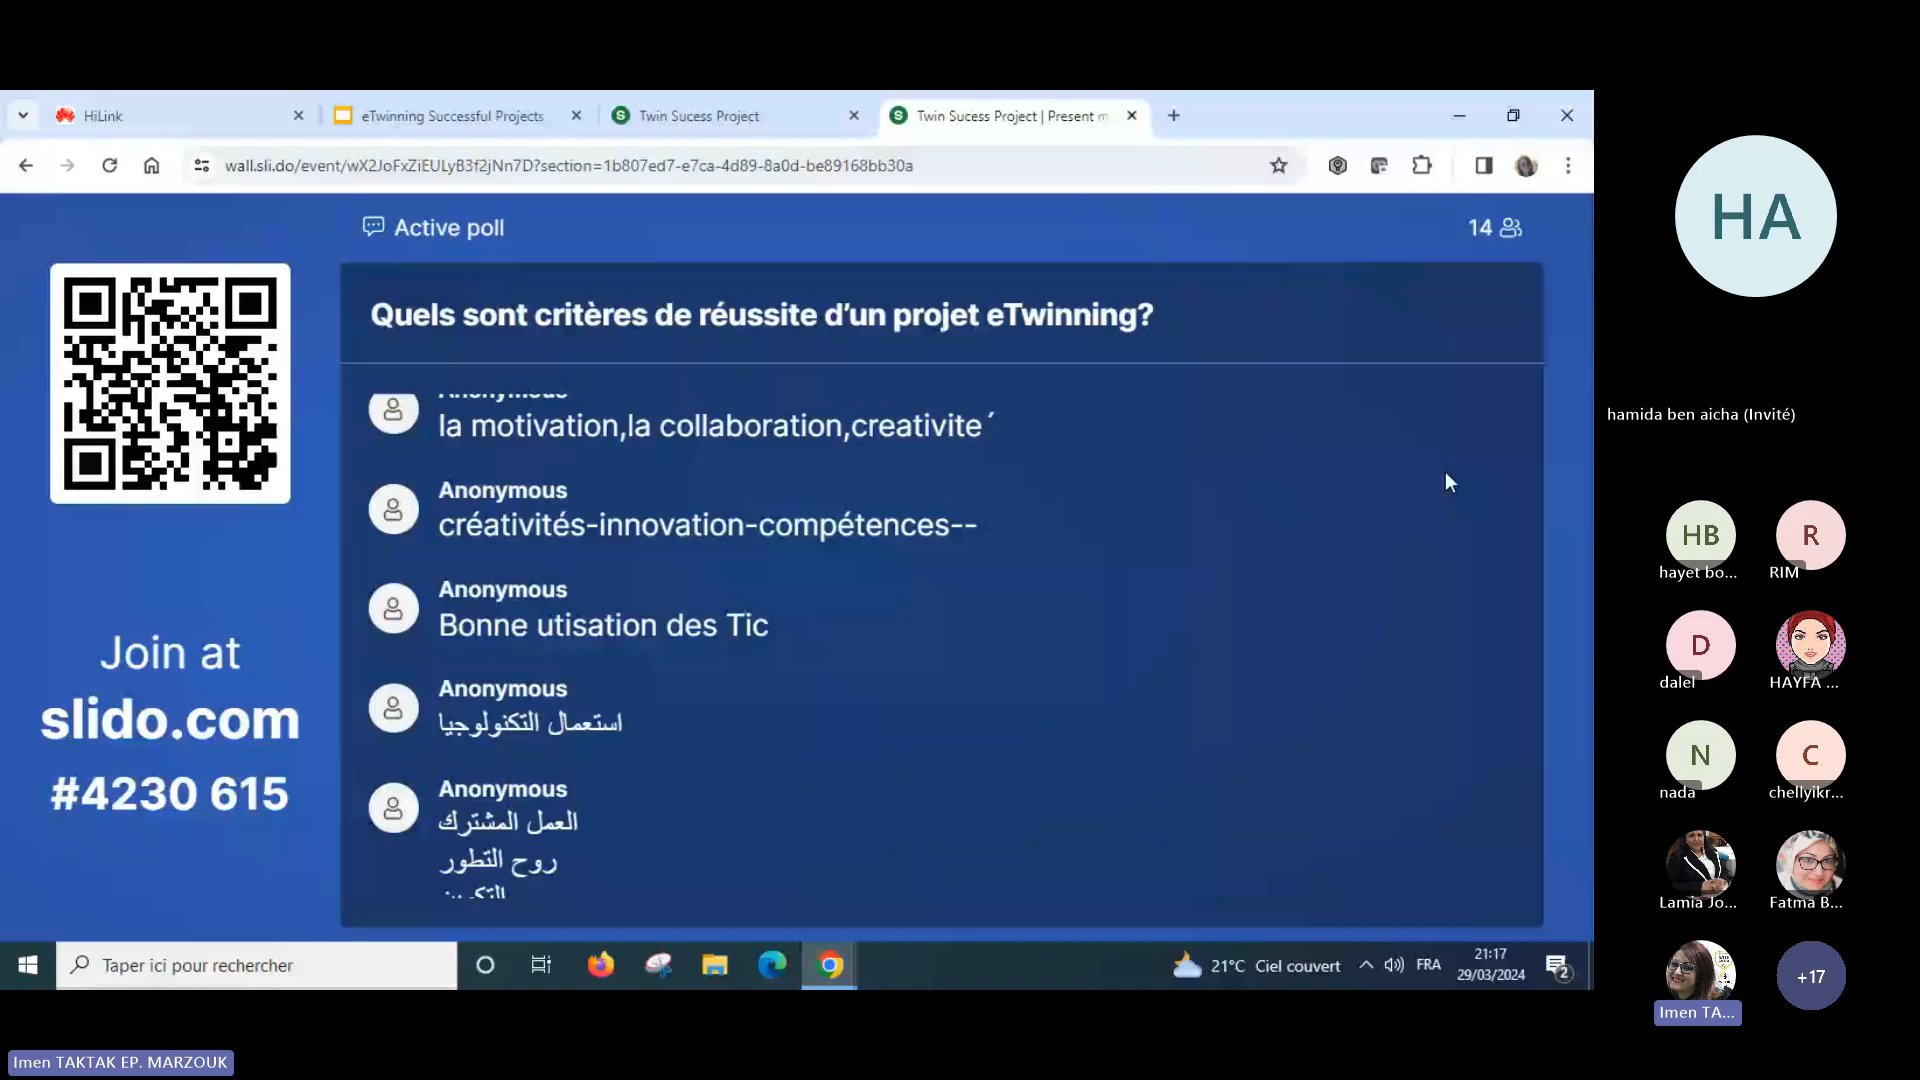 HiLink
eTwinning Successful Projects
Twin Sucess Project
Twin Sucess Project | Present m
wall.sli.do/event/wX2JoFxZiEULyB3f2jNn7D?section=1b807ed7-e7ca-4d89-8a0d-be89168bb30a
Active poll
14
Quels sont critères de réussite d’un projet eTwinning?
Anonymous
la motivation,la collaboration,creativite´
Anonymous
créativités-innovation-compétences--
Anonymous
Bonne utisation des Tic
Anonymous
استعمال التكنولوجيا
Anonymous
العمل المشترك
روح التطور
Join at
slido.com
#4230 615
Taper ici pour rechercher
21°C Ciel couvert
FRA
21:17
29/03/2024
2
HA
hamida ben aicha (Invité)
HB
hayet bo...
R
RIM
D
dalel
HAYFA ...
N
nada
C
chellyikr...
Lamia Jo...
Fatma B...
Imen TA...
+17
Imen TAKTAK EP. MARZOUK